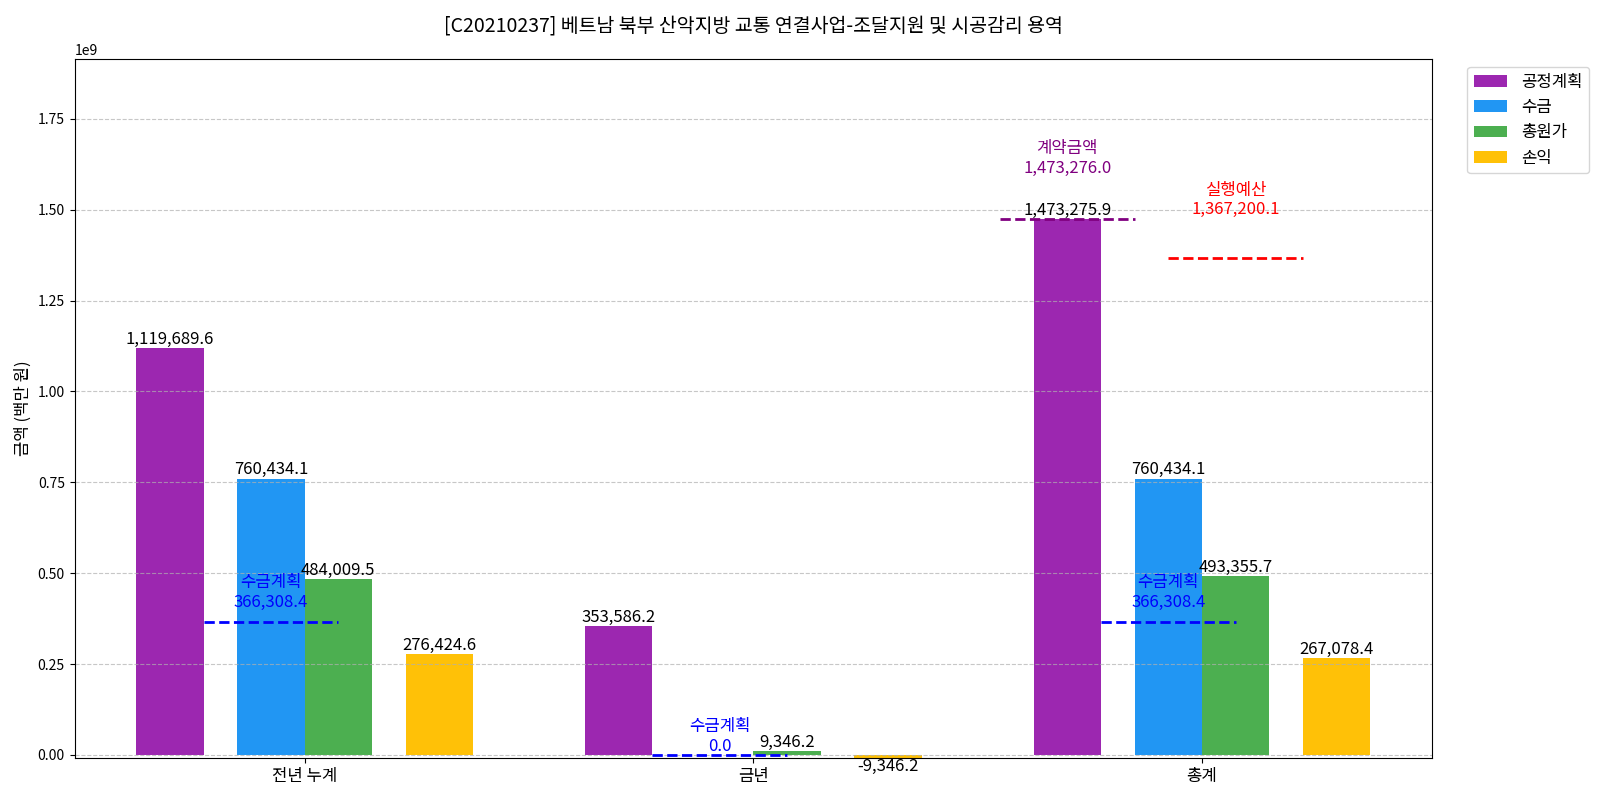 [C20210237] 베트남 북부 산악지방 교통 연결사업-조달지원 및 시공감리 용역
1e9
공정계획
수금
총원가
손익
금액 (백만 원)
1.75
1.50
1.25
1.00
0.75
0.50
0.25
0.00
1,119,689.6
760,434.1
484,009.5
수금계획
366,308.4
276,424.6
353,586.2
수금계획
0.0
9,346.2
-9,346.2
계약금액
1,473,276.0
1,473,275.9
실행예산
1,367,200.1
760,434.1
493,355.7
수금계획
366,308.4
267,078.4
전년 누계
금년
총계